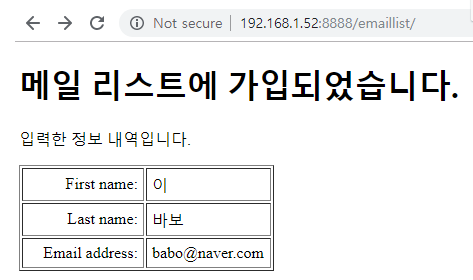 Not secure | 192.168.1.52:8888/emaillist/
메일 리스트에 가입되었습니다.
입력한 정보 내역입니다.
First name: 이
Last name: 바보
Email address: babo@naver.com